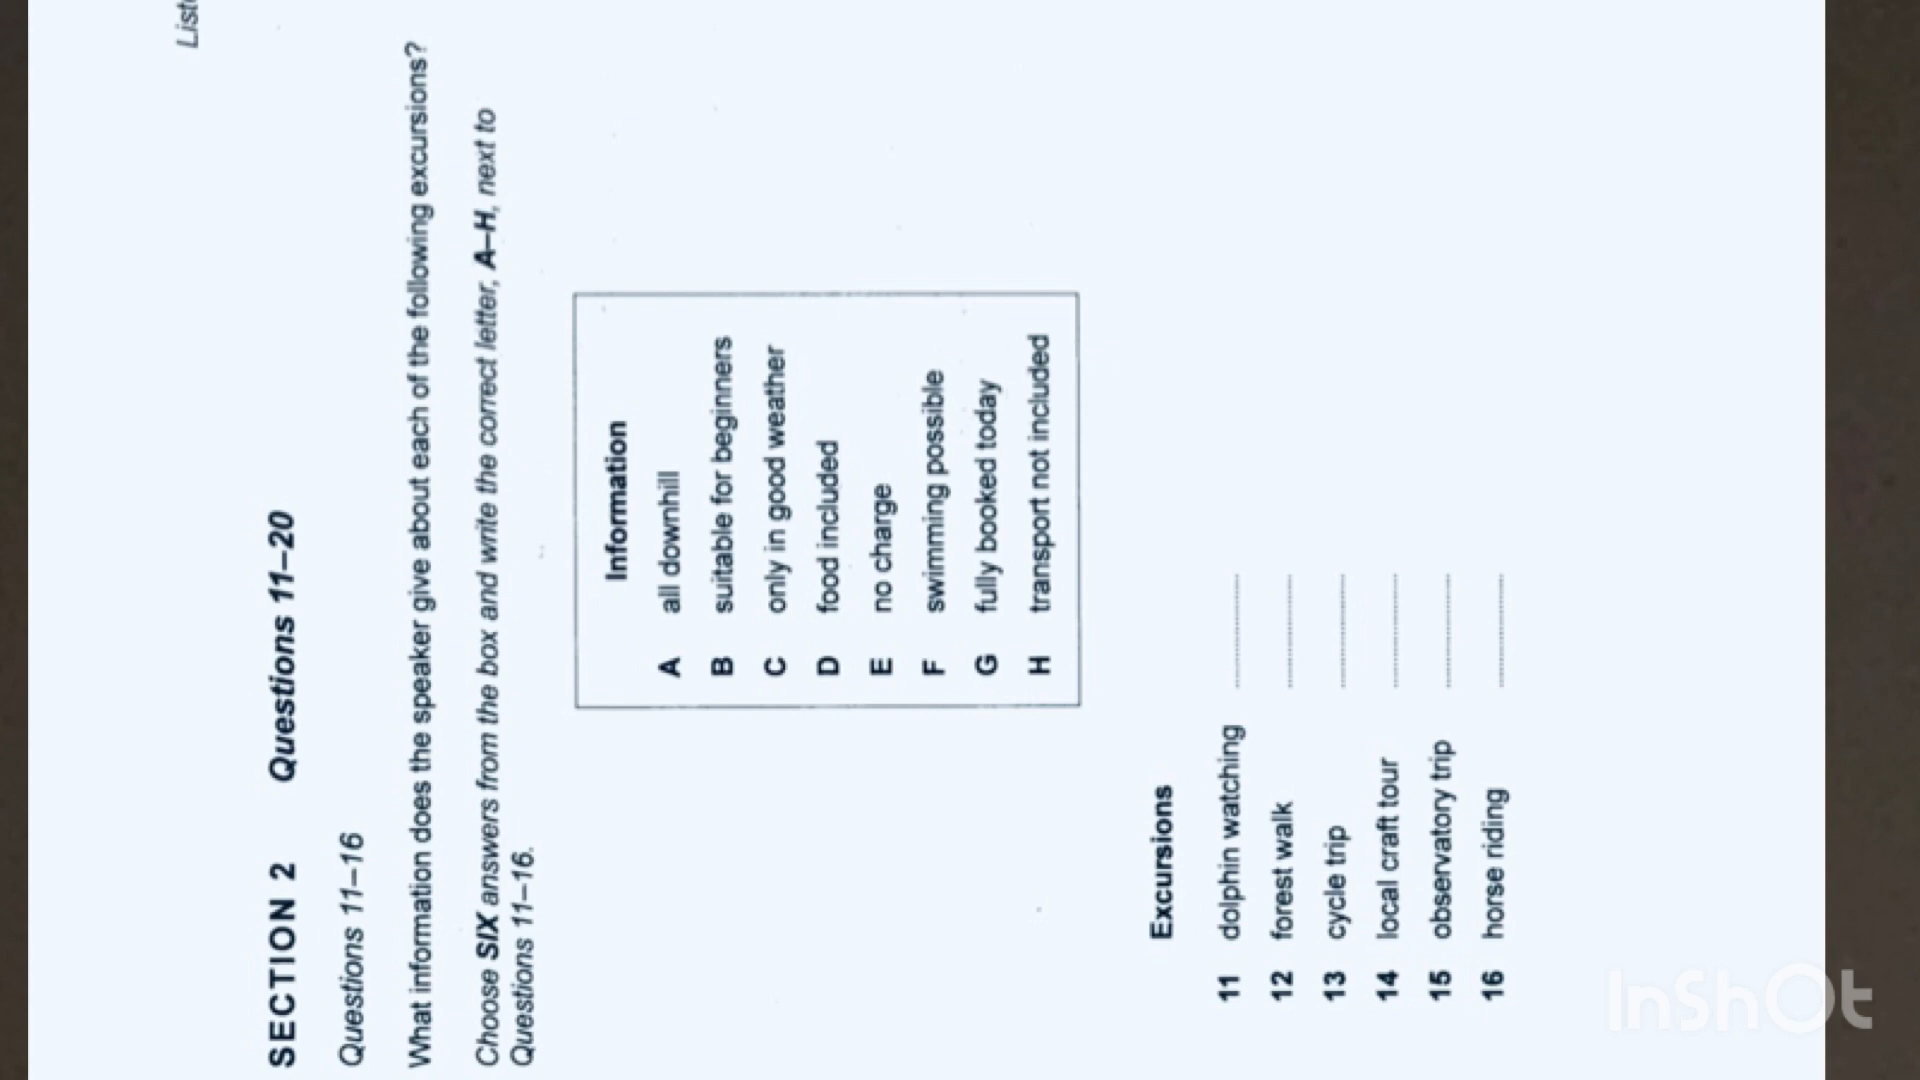 List
SECTION 2 Questions 11–20
Questions 11–16
What information does the speaker give about each of the following excursions?
Choose SIX answers from the box and write the correct letter, A–H, next to
Questions 11–16.
Information
A all downhill
B suitable for beginners
C only in good weather
D food included
E no charge
F swimming possible
G fully booked today
H transport not included
Excursions
11 dolphin watching
12 forest walk
13 cycle trip
14 local craft tour
15 observatory trip
16 horse riding
InShOt